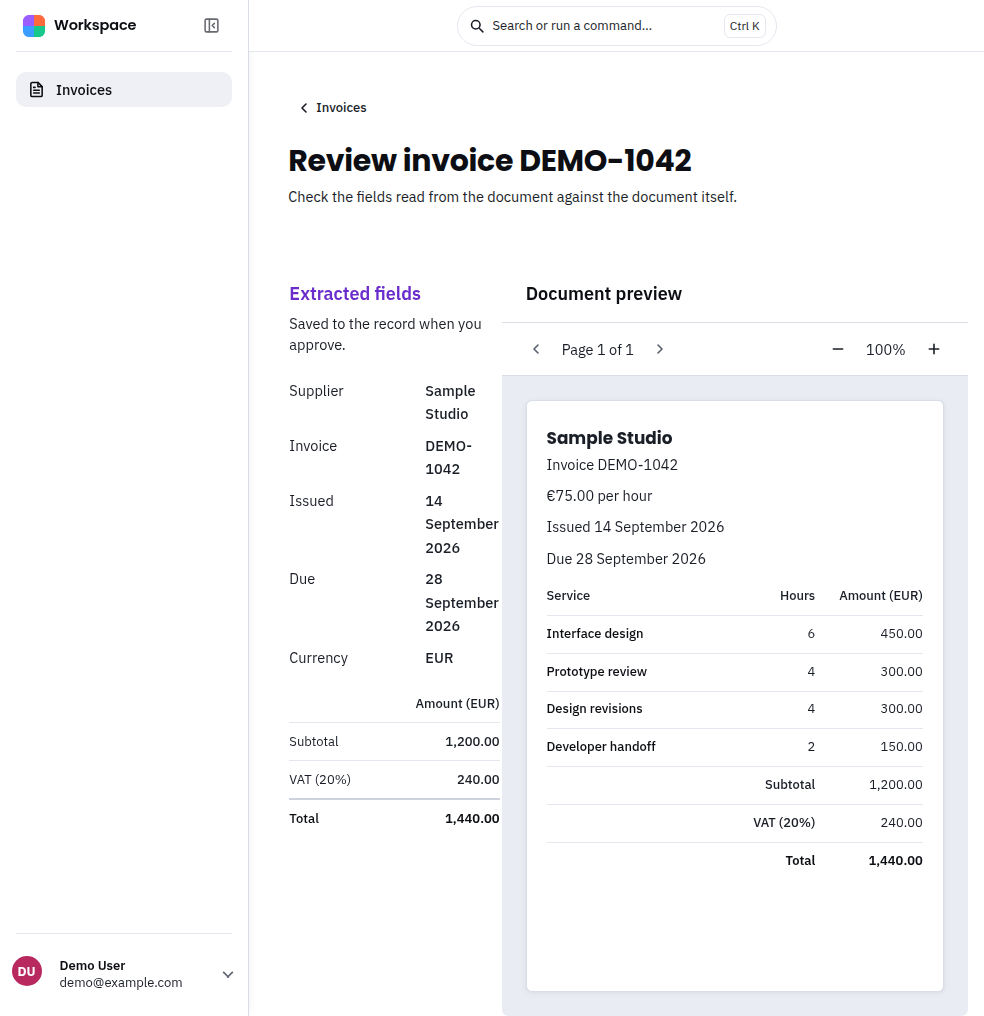 Workspace
Search or run a command...
Ctrl K
Invoices
Invoices
Review invoice DEMO-1042
Check the fields read from the document against the document itself.
Extracted fields
Saved to the record when you
approve.
Supplier Sample
Studio
Invoice DEMO-
1042
Issued 14
September
2026
Due 28
September
2026
Currency EUR
Amount (EUR)
Subtotal 1,200.00
VAT (20%) 240.00
Total 1,440.00
Document preview
Page 1 of 1
100%
Sample Studio
Invoice DEMO-1042
€75.00 per hour
Issued 14 September 2026
Due 28 September 2026
Service Hours Amount (EUR)
Interface design 6 450.00
Prototype review 4 300.00
Design revisions 4 300.00
Developer handoff 2 150.00
Subtotal 1,200.00
VAT (20%) 240.00
Total 1,440.00
DU
Demo User
demo@example.com